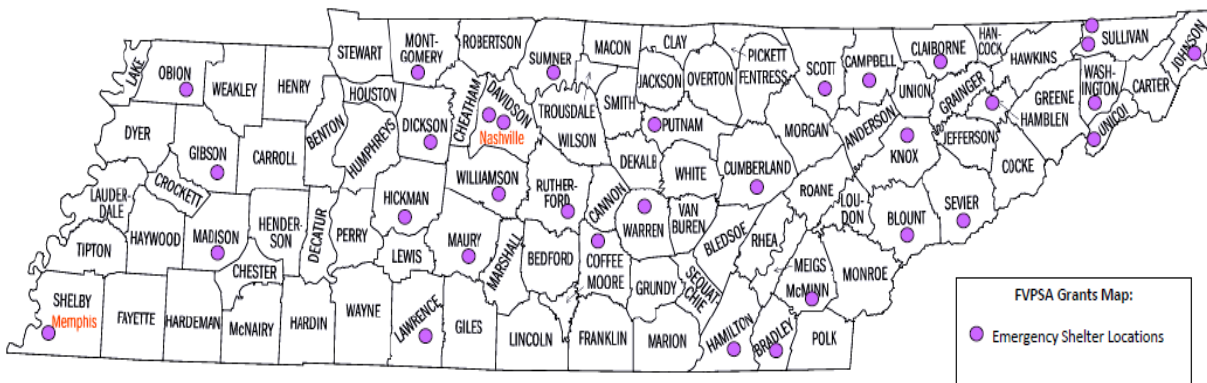 LAKE
OBION
WEAKLEY
HENRY
STEWART
MONT-
GOMERY
ROBERTSON
SUMNER
MACON
CLAY
PICKETT
FENTRESS
SCOTT
CAMPBELL
CLAIBORNE
HAN-
COCK
HAWKINS
SULLIVAN
JOHNSON
DYER
GIBSON
CARROLL
BENTON
HOUSTON
HUMPHREYS
DICKSON
CHEATHAM
DAVIDSON
Nashville
TROUSDALE
WILSON
SMITH
JACKSON
OVERTON
PUTNAM
MORGAN
ANDERSON
UNION
GRAINGER
HAMBLEN
GREENE
WASH-
INGTON
CARTER
UNICOI
LAUDER-
DALE
CROCKETT
MADISON
HENDER-
SON
DECATUR
PERRY
HICKMAN
WILLIAMSON
RUTHER-
FORD
CANNON
DEKALB
WHITE
CUMBERLAND
ROANE
LOU-
DON
KNOX
JEFFERSON
COCKE
SEVIER
BLOUNT
TIPTON
HAYWOOD
CHESTER
LEWIS
MAURY
MARSHALL
BEDFORD
COFFEE
MOORE
WARREN
VAN
BUREN
BLEDSOE
RHEA
MEIGS
McMINN
MONROE
SHELBY
Memphis
FAYETTE
HARDEMAN
McNAIRY
HARDIN
WAYNE
LAWRENCE
GILES
LINCOLN
FRANKLIN
GRUNDY
MARION
SEQUAT
CHIE
HAMILTON
BRADLEY
POLK
FVPSA Grants Map:
Emergency Shelter Locations